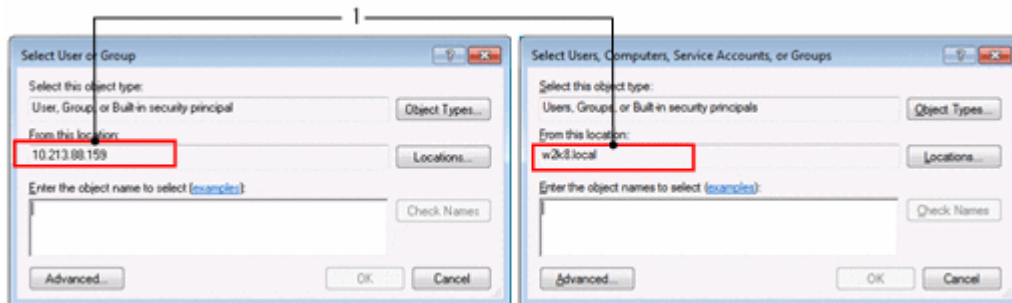 1
Select User or Group
Select this object type:
User, Group, or Built-in security principal
Object Types...
From this location:
10.213.88.159
Locations...
Enter the object name to select (examples):
Check Names
Advanced...
OK
Cancel
Select Users, Computers, Service Accounts, or Groups
Select this object type:
Users, Groups, or Built-in security principals
Object Types...
From this location:
w2k8.local
Locations...
Enter the object names to select (examples):
Check Names
Advanced...
OK
Cancel